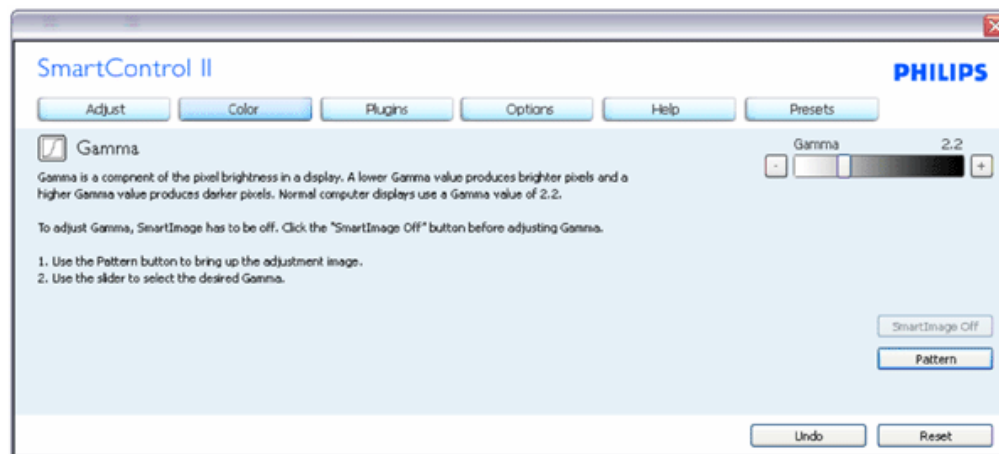 SmartControl II
PHILIPS
Adjust
Color
Plugins
Options
Help
Presets
Gamma
Gamma is a compnent of the pixel brightness in a display. A lower Gamma value produces brighter pixels and a
higher Gamma value produces darker pixels. Normal computer displays use a Gamma value of 2.2.
To adjust Gamma, SmartImage has to be off. Click the "SmartImage Off" button before adjusting Gamma.
1. Use the Pattern button to bring up the adjustment image.
2. Use the slider to select the desired Gamma.
Gamma 2.2
- +
SmartImage Off
Pattern
Undo
Reset